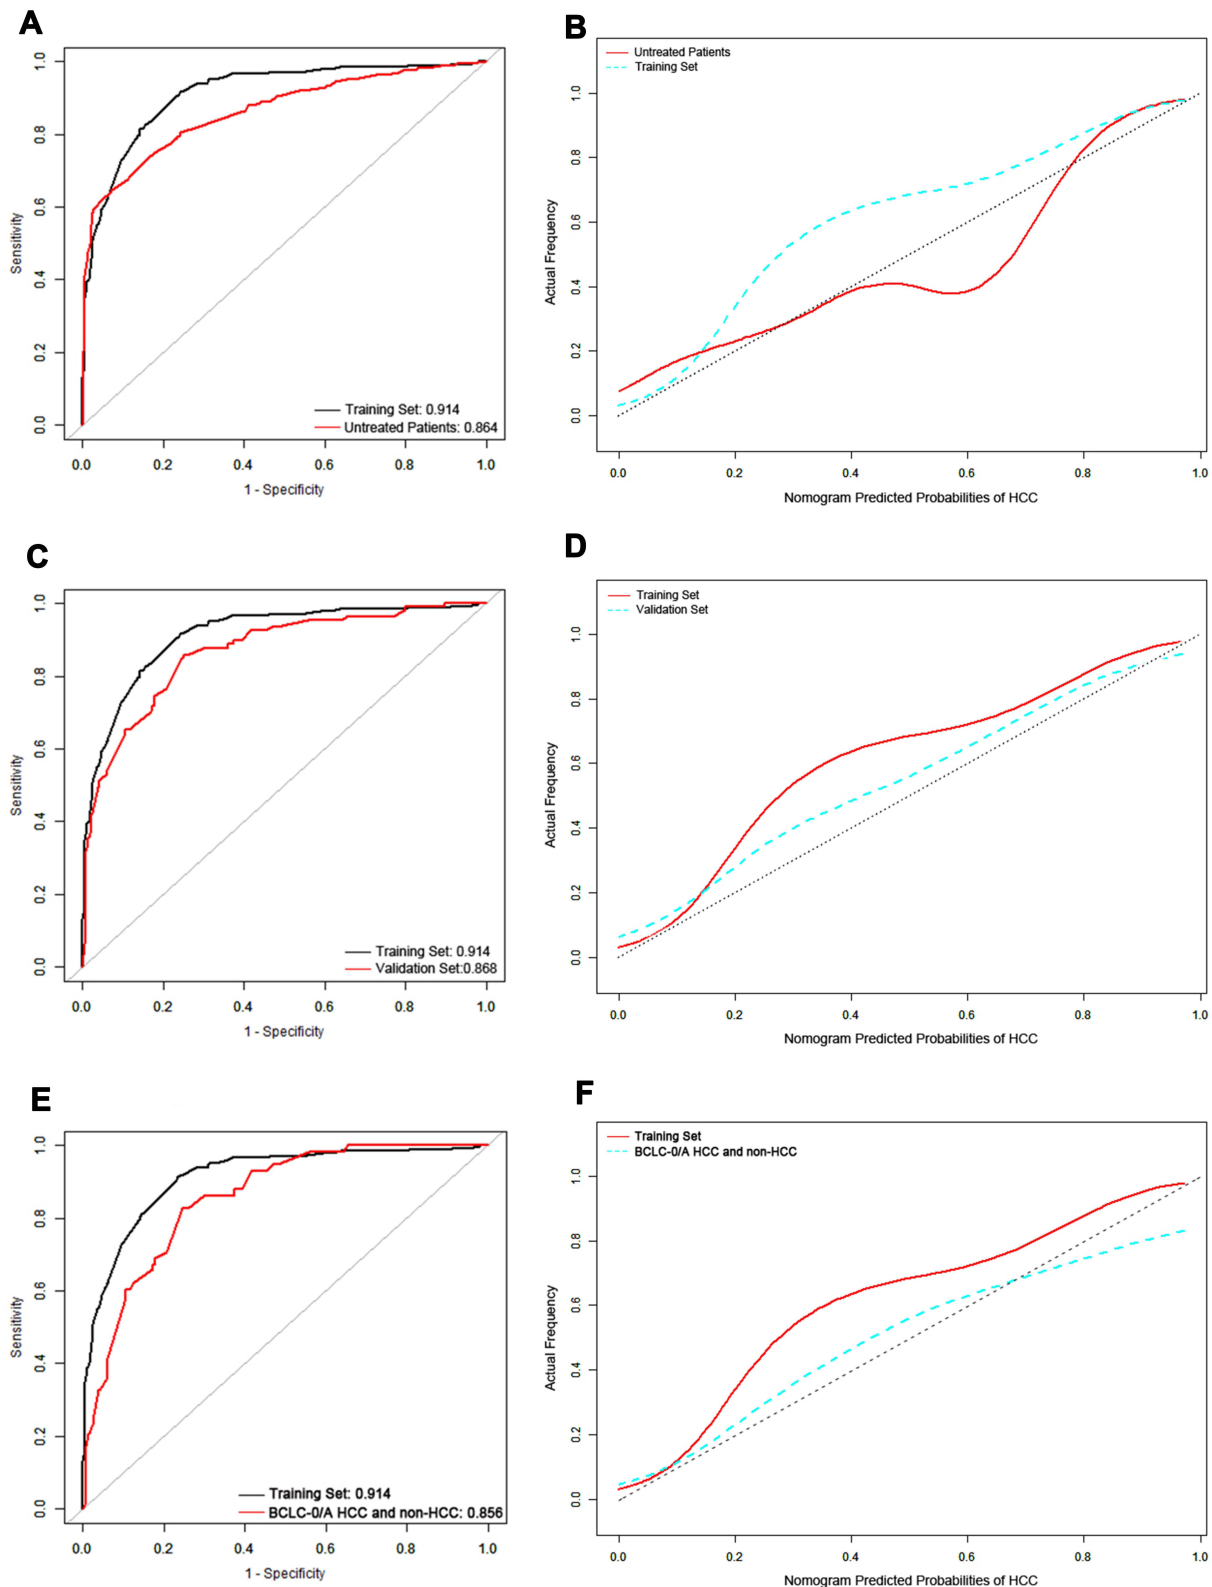 A
1.0
0.8
0.6
0.4
0.2
0.0
Sensitivity
Training Set: 0.914
Untreated Patients: 0.864
0.0 0.2 0.4 0.6 0.8 1.0
1 - Specificity
B
Untreated Patients
Training Set
1.0
0.8
0.6
0.4
0.2
0.0
Actual Frequency
0.0 0.2 0.4 0.6 0.8 1.0
Nomogram Predicted Probabilities of HCC
C
1.0
0.8
0.6
0.4
0.2
0.0
Sensitivity
Training Set: 0.914
Validation Set:0.868
0.0 0.2 0.4 0.6 0.8 1.0
1 - Specificity
D
Training Set
Validation Set
1.0
0.8
0.6
0.4
0.2
0.0
Actual Frequency
0.0 0.2 0.4 0.6 0.8 1.0
Nomogram Predicted Probabilities of HCC
E
1.0
0.8
0.6
0.4
0.2
0.0
Sensitivity
Training Set: 0.914
BCLC-0/A HCC and non-HCC: 0.856
0.0 0.2 0.4 0.6 0.8 1.0
1 - Specificity
F
Training Set
BCLC-0/A HCC and non-HCC
1.0
0.8
0.6
0.4
0.2
0.0
Actual Frequency
0.0 0.2 0.4 0.6 0.8 1.0
Nomogram Predicted Probabilities of HCC